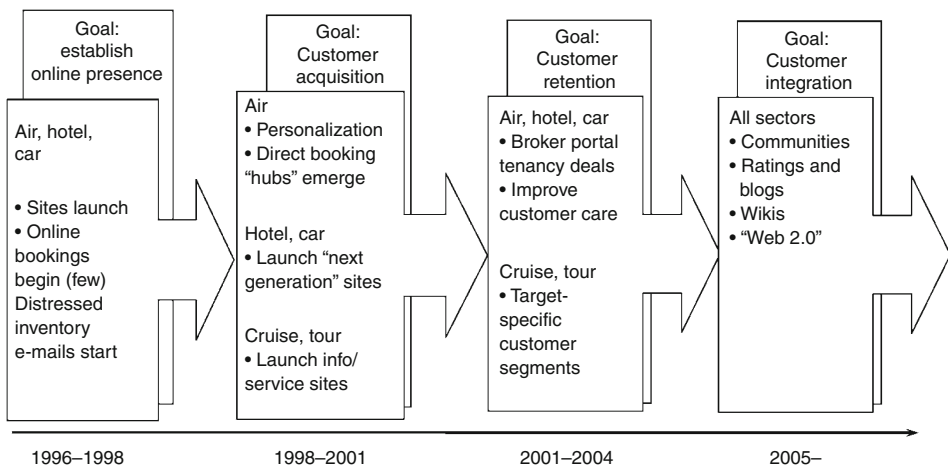 Goal:
establish
online presence
Air, hotel,
car
• Sites launch
• Online
bookings
begin (few)
Distressed
inventory
e-mails start
Goal:
Customer
acquisition
Air
• Personalization
• Direct booking
“hubs” emerge
Hotel, car
• Launch “next
generation” sites
Cruise, tour
• Launch info/
service sites
Goal:
Customer
retention
Air, hotel, car
• Broker portal
tenancy deals
• Improve
customer care
Cruise, tour
• Target-
specific
customer
segments
Goal:
Customer
integration
All sectors
• Communities
• Ratings and
blogs
• Wikis
• “Web 2.0”
1996–1998
1998–2001
2001–2004
2005–